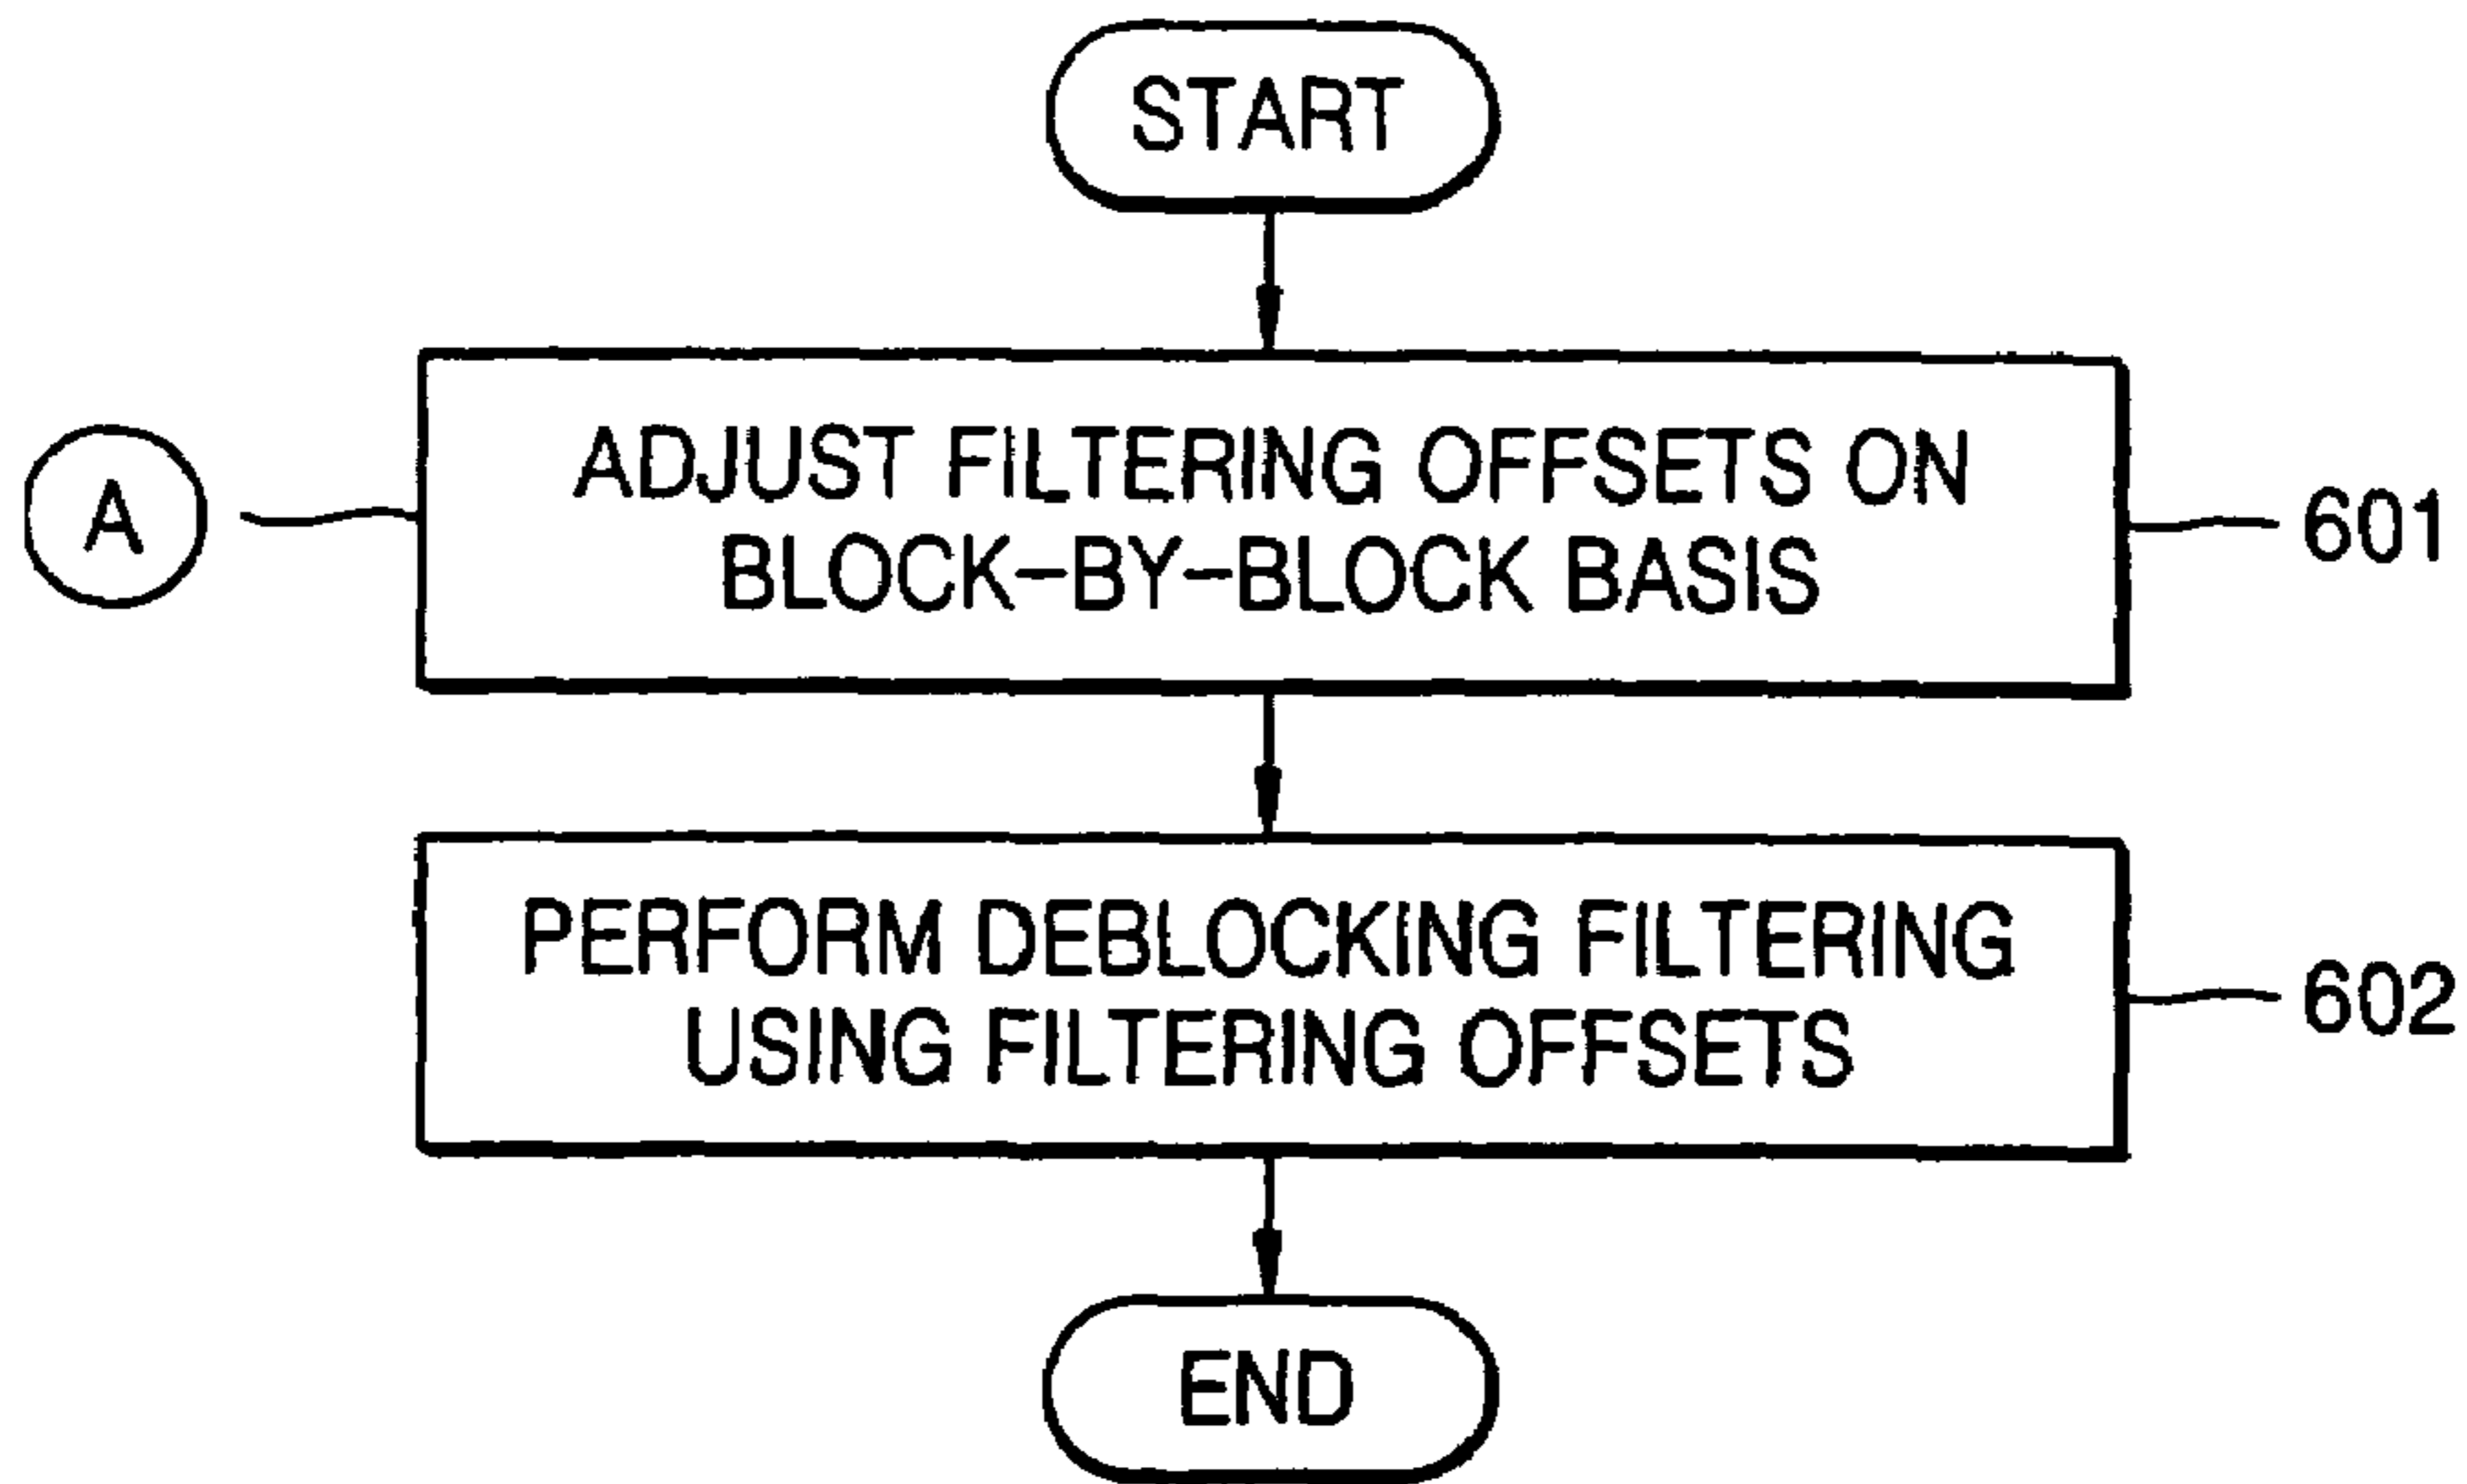 START
A
ADJUST FILTERING OFFSETS ON
BLOCK-BY-BLOCK BASIS
601
PERFORM DEBLOCKING FILTERING
USING FILTERING OFFSETS
602
END